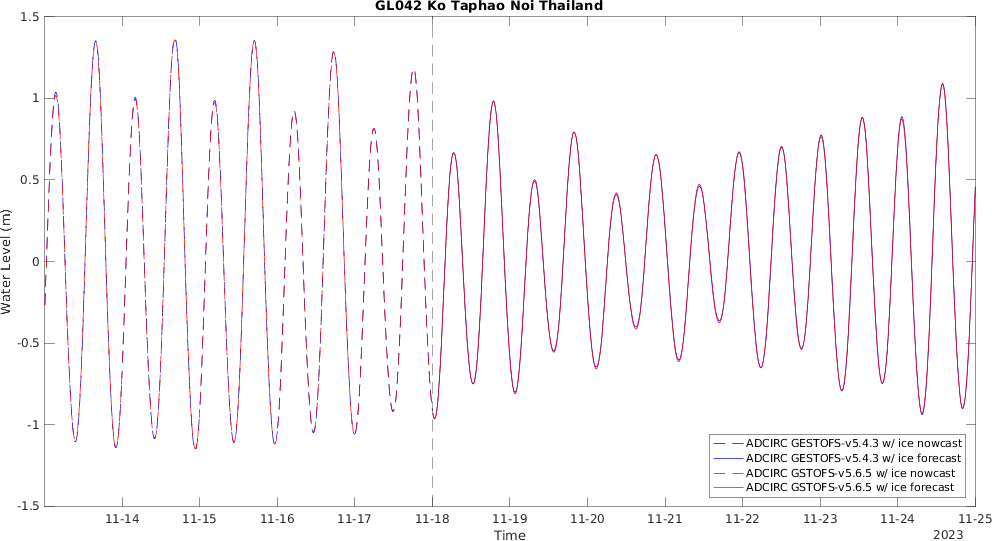 GL042 Ko Taphao Noi Thailand
1.5
1
0.5
0
-0.5
-1
-1.5
Water Level (m)
11-14
11-15
11-16
11-17
11-18
11-19
11-20
11-21
11-22
11-23
11-24
11-25
Time
2023
ADCIRC GESTOFS-v5.4.3 w/ ice nowcast
ADCIRC GESTOFS-v5.4.3 w/ ice forecast
ADCIRC GSTOFS-v5.6.5 w/ ice nowcast
ADCIRC GSTOFS-v5.6.5 w/ ice forecast